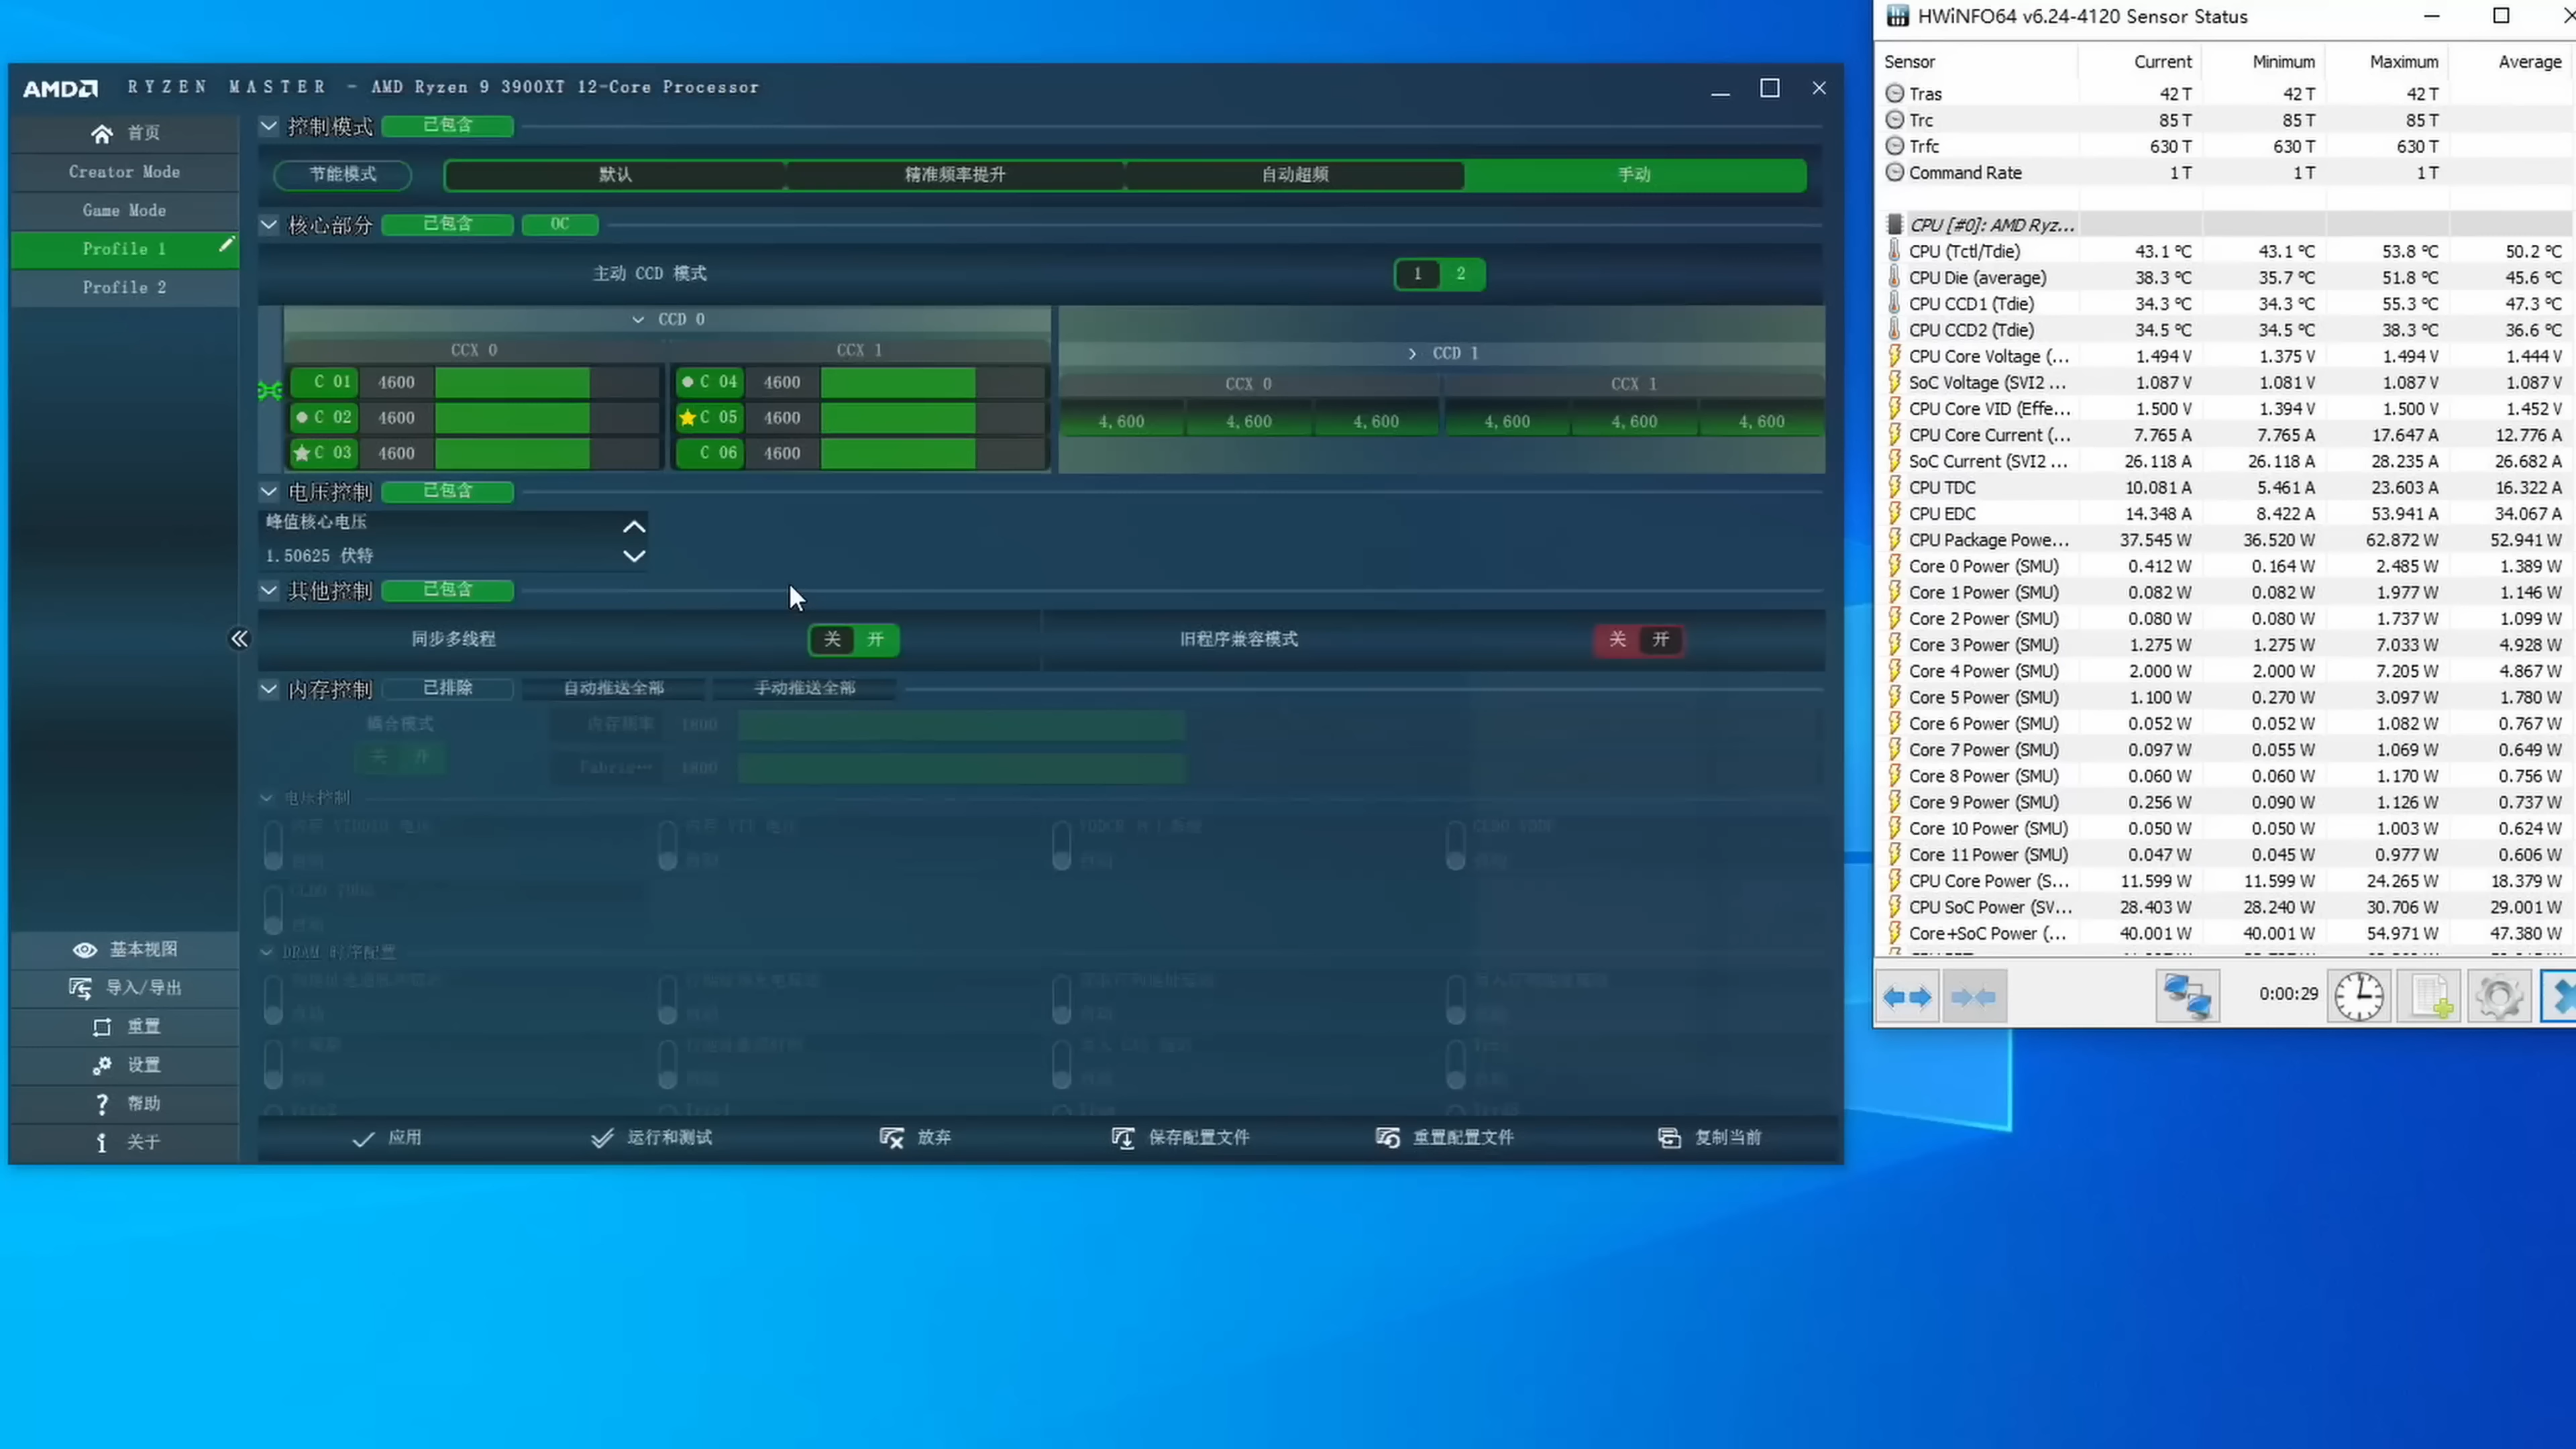 AMD RYZEN MASTER - AMD Ryzen 9 3900XT 12-Core Processor
首页
Creator Mode
Game Mode
Profile 1
Profile 2
基本视图
导入/导出
重置
设置
帮助
关于
控制模式 已包含
节能模式 默认 精准频率提升 自动超频 手动
核心部分 已包含 OC
主动 CCD 模式 1 2
CCD 0
CCX 0 CCX 1
C 01 4600 C 04 4600
C 02 4600 C 05 4600
C 03 4600 C 06 4600
CCD 1
CCX 0 CCX 1
4,600 4,600 4,600 4,600 4,600 4,600
电压控制 已包含
峰值核心电压
1.50625 伏特
其他控制 已包含
同步多线程 关 开 旧程序兼容模式 关 开
内存控制 已排除 自动推送全部 手动推送全部
耦合模式 内存频率 1800
关 开 Fabric… 1800
电压控制
DRAM 时序配置
应用 运行和测试 放弃 保存配置文件 重置配置文件 复制当前
HWiNFO64 v6.24-4120 Sensor Status
Sensor Current Minimum Maximum Average
Tras 42 T 42 T 42 T
Trc 85 T 85 T 85 T
Trfc 630 T 630 T 630 T
Command Rate 1 T 1 T 1 T
CPU [#0]: AMD Ryz...
CPU (Tctl/Tdie) 43.1 ℃ 43.1 ℃ 53.8 ℃ 50.2 ℃
CPU Die (average) 38.3 ℃ 35.7 ℃ 51.8 ℃ 45.6 ℃
CPU CCD1 (Tdie) 34.3 ℃ 34.3 ℃ 55.3 ℃ 47.3 ℃
CPU CCD2 (Tdie) 34.5 ℃ 34.5 ℃ 38.3 ℃ 36.6 ℃
CPU Core Voltage (... 1.494 V 1.375 V 1.494 V 1.444 V
SoC Voltage (SVI2 ... 1.087 V 1.081 V 1.087 V 1.087 V
CPU Core VID (Effe... 1.500 V 1.394 V 1.500 V 1.452 V
CPU Core Current (... 7.765 A 7.765 A 17.647 A 12.776 A
SoC Current (SVI2 ... 26.118 A 26.118 A 28.235 A 26.682 A
CPU TDC 10.081 A 5.461 A 23.603 A 16.322 A
CPU EDC 14.348 A 8.422 A 53.941 A 34.067 A
CPU Package Powe... 37.545 W 36.520 W 62.872 W 52.941 W
Core 0 Power (SMU) 0.412 W 0.164 W 2.485 W 1.389 W
Core 1 Power (SMU) 0.082 W 0.082 W 1.977 W 1.146 W
Core 2 Power (SMU) 0.080 W 0.080 W 1.737 W 1.099 W
Core 3 Power (SMU) 1.275 W 1.275 W 7.033 W 4.928 W
Core 4 Power (SMU) 2.000 W 2.000 W 7.205 W 4.867 W
Core 5 Power (SMU) 1.100 W 0.270 W 3.097 W 1.780 W
Core 6 Power (SMU) 0.052 W 0.052 W 1.082 W 0.767 W
Core 7 Power (SMU) 0.097 W 0.055 W 1.069 W 0.649 W
Core 8 Power (SMU) 0.060 W 0.060 W 1.170 W 0.756 W
Core 9 Power (SMU) 0.256 W 0.090 W 1.126 W 0.737 W
Core 10 Power (SMU) 0.050 W 0.050 W 1.003 W 0.624 W
Core 11 Power (SMU) 0.047 W 0.045 W 0.977 W 0.606 W
CPU Core Power (S... 11.599 W 11.599 W 24.265 W 18.379 W
CPU SoC Power (SV... 28.403 W 28.240 W 30.706 W 29.001 W
Core+SoC Power (... 40.001 W 40.001 W 54.971 W 47.380 W
0:00:29